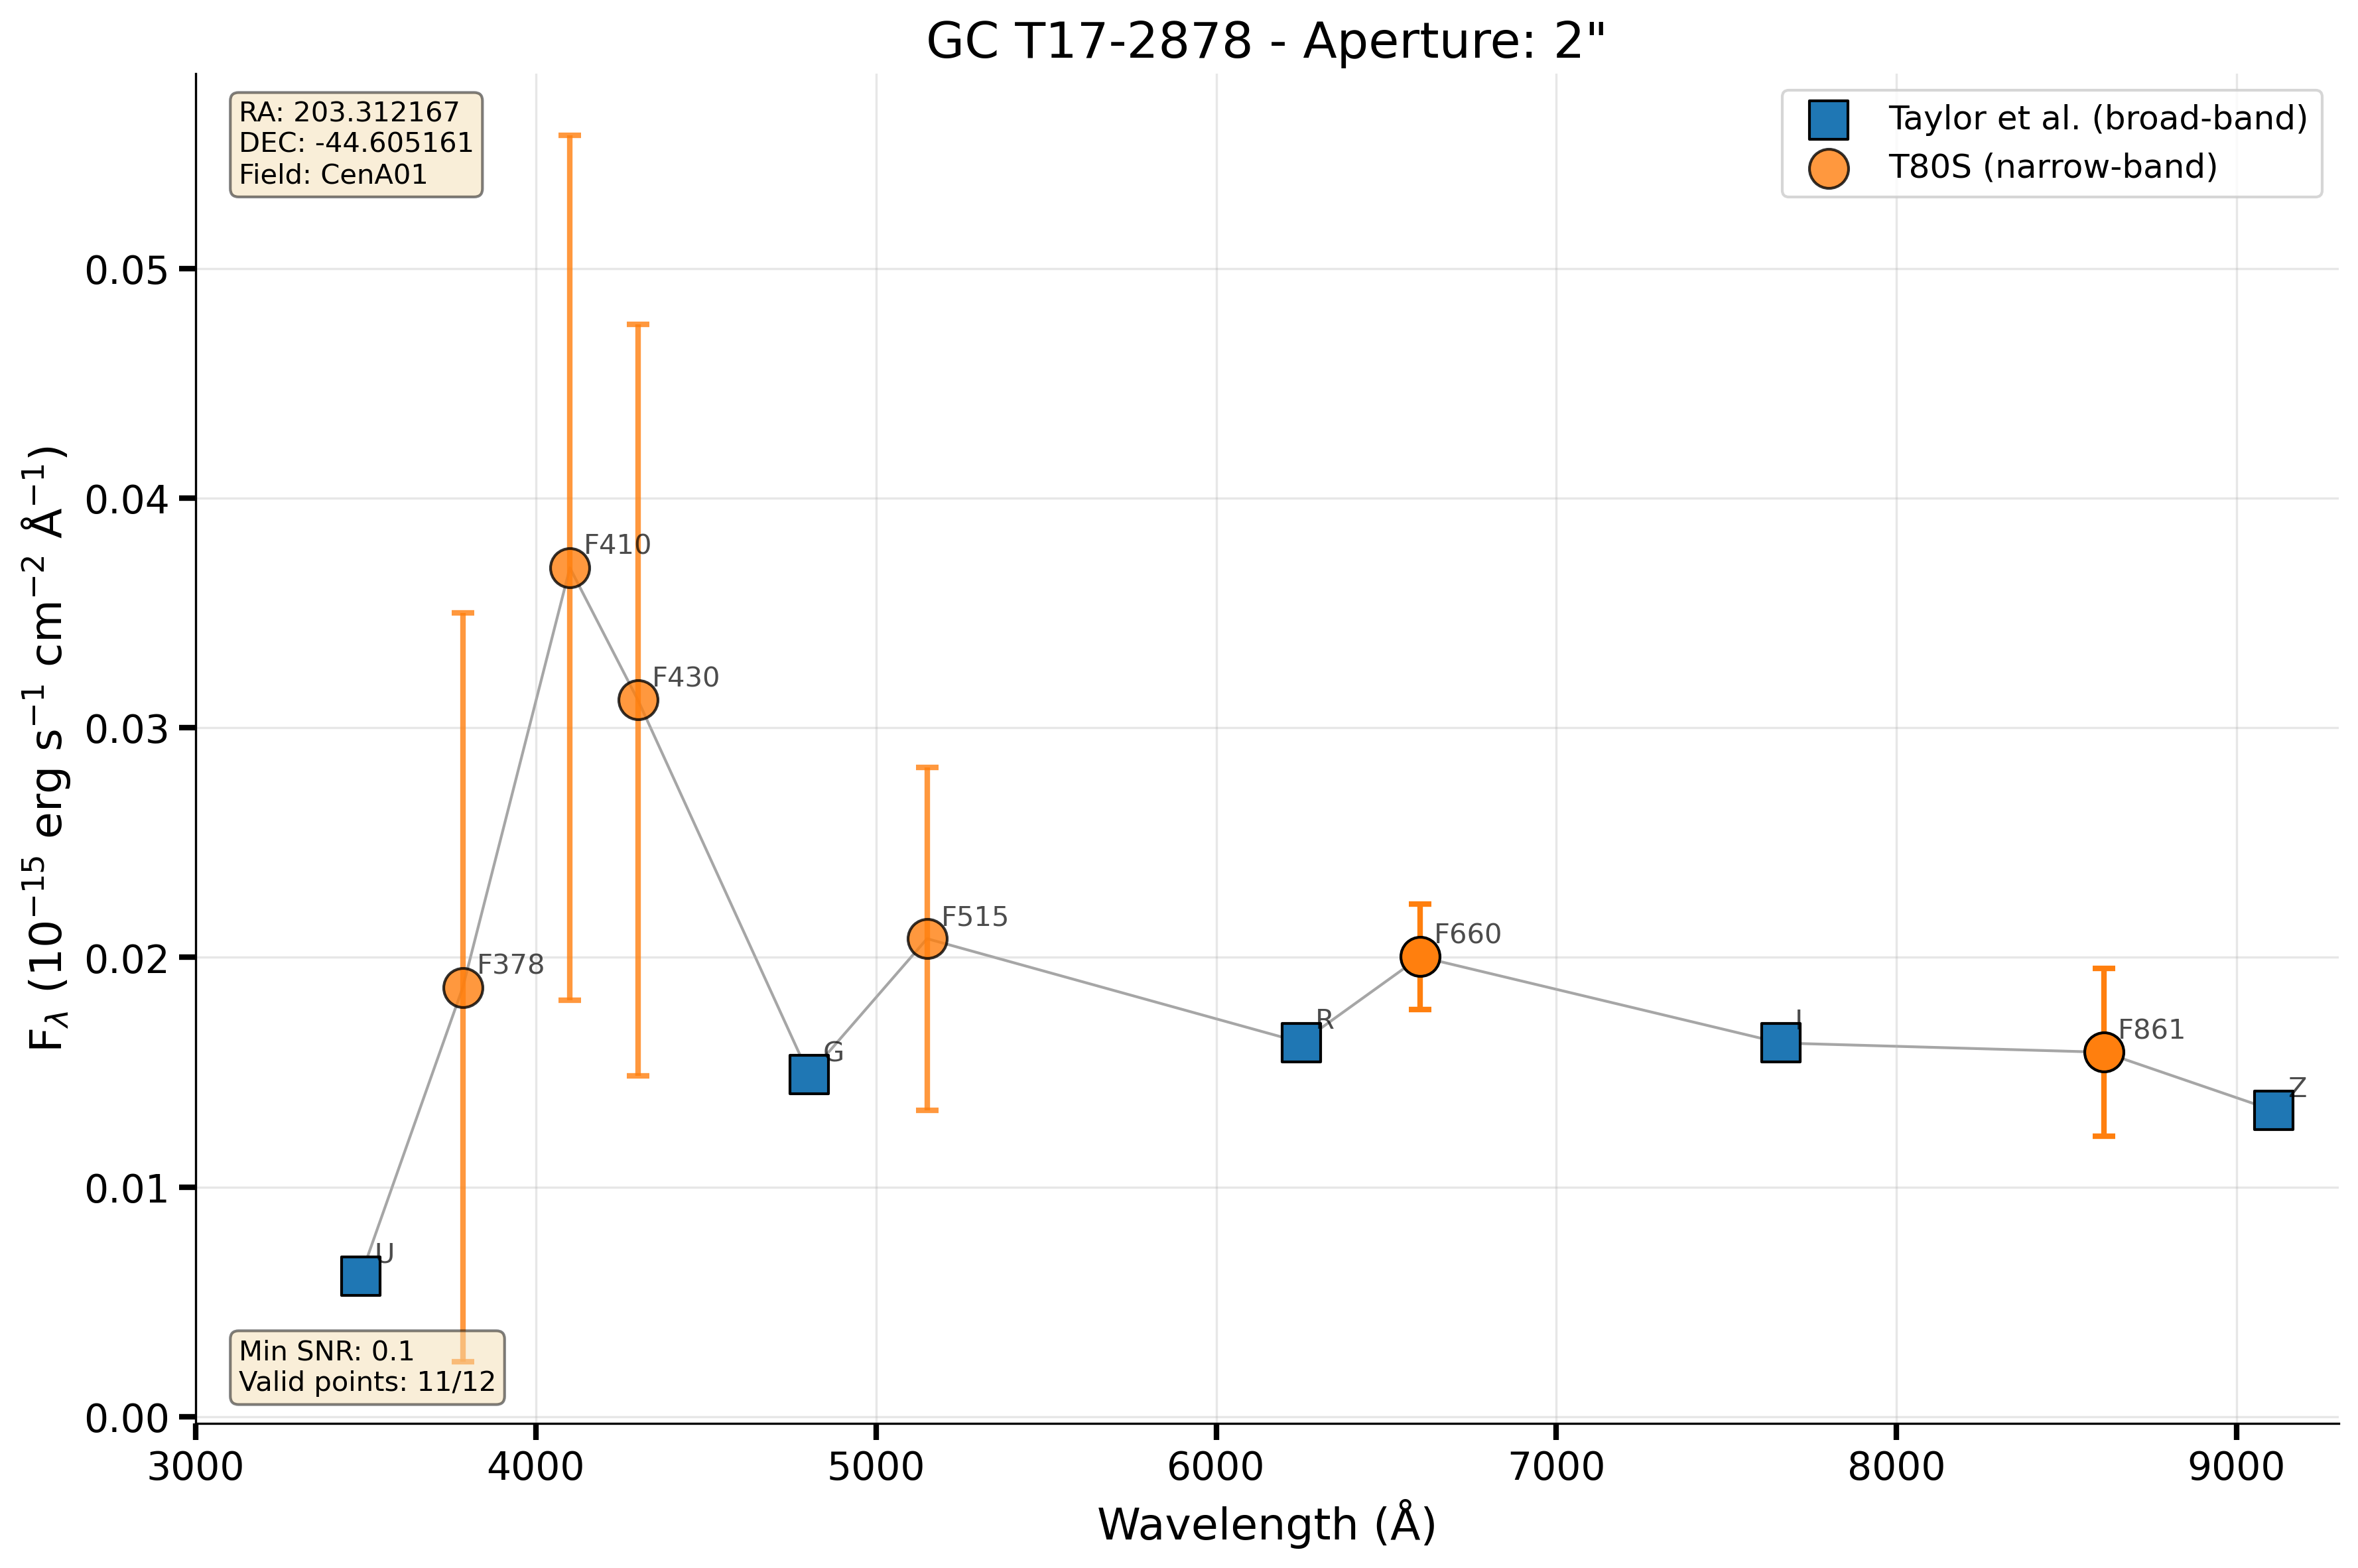 GC T17-2878 - Aperture: 2"
RA: 203.312167
DEC: -44.605161
Field: CenA01
Taylor et al. (broad-band)
T80S (narrow-band)
F_λ (10⁻¹⁵ erg s⁻¹ cm⁻² Å⁻¹)
0.05
0.04
0.03
0.02
0.01
0.00
F410
F430
F378
F515
F660
G
R
I
F861
Z
U
Min SNR: 0.1
Valid points: 11/12
3000 4000 5000 6000 7000 8000 9000
Wavelength (Å)